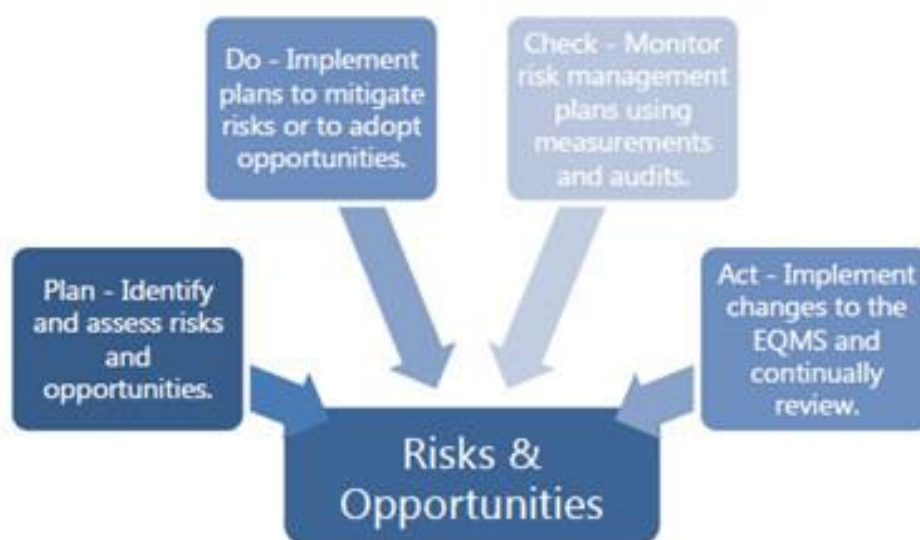 Do - Implement
plans to mitigate
risks or to adopt
opportunities.
Check - Monitor
risk management
plans using
measurements
and audits.
Plan - Identify
and assess risks
and
opportunities.
Act - Implement
changes to the
EQMS and
continually
review.
Risks &
Opportunities